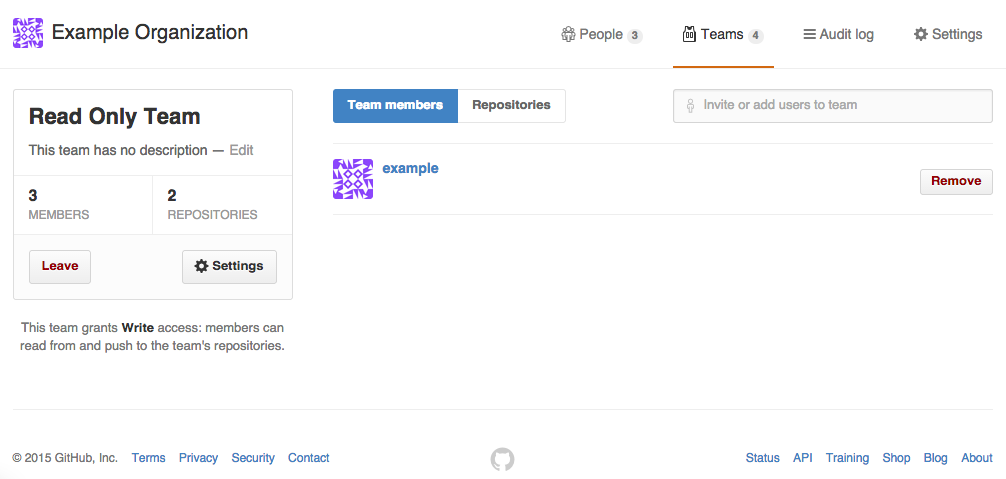 Example Organization
People 3
Teams 4
Audit log
Settings
Read Only Team
This team has no description — Edit
3
MEMBERS
2
REPOSITORIES
Leave
Settings
This team grants Write access: members can
read from and push to the team's repositories.
Team members
Repositories
Invite or add users to team
example
Remove
© 2015 GitHub, Inc. Terms Privacy Security Contact
Status API Training Shop Blog About